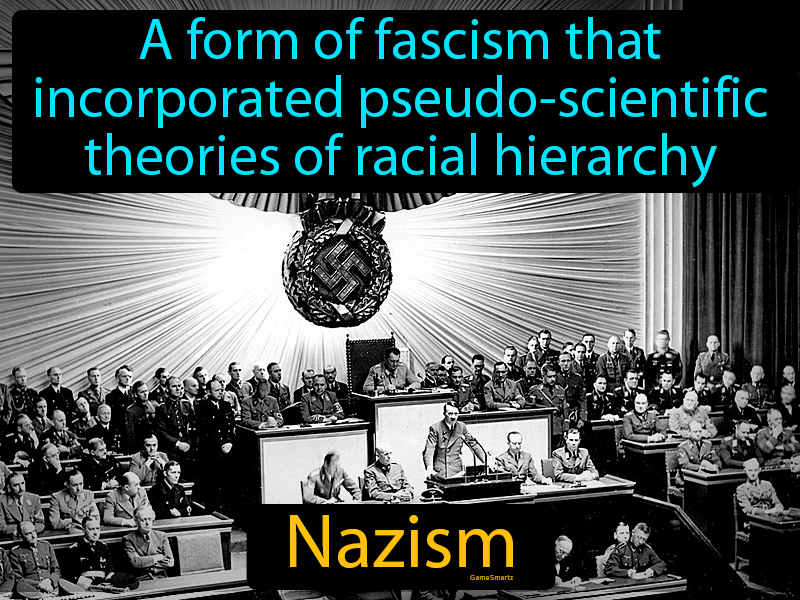 A form of fascism that
incorporated pseudo-scientific
theories of racial hierarchy
Nazism
GameSmartz